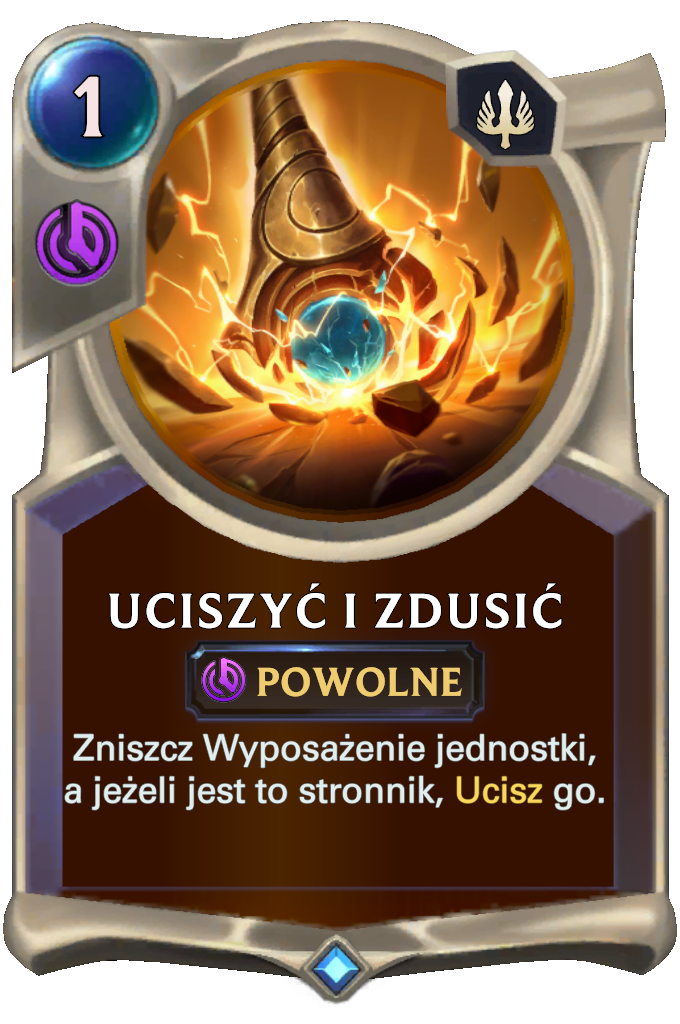 1
UCISZYĆ I ZDUSIĆ
POWOLNE
Zniszcz Wyposażenie jednostki,
a jeżeli jest to stronnik, Ucisz go.